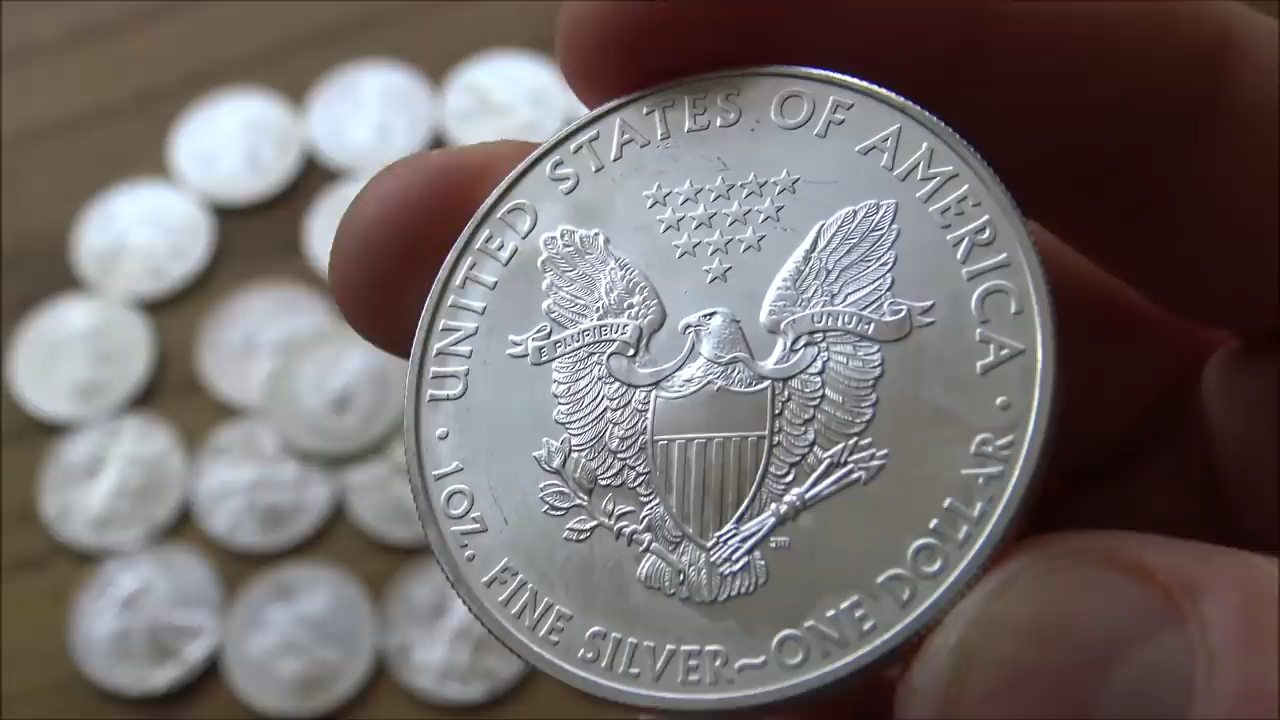 UNITED STATES OF AMERICA
E PLURIBUS UNUM
· 1 OZ. FINE SILVER~ONE DOLLAR ·